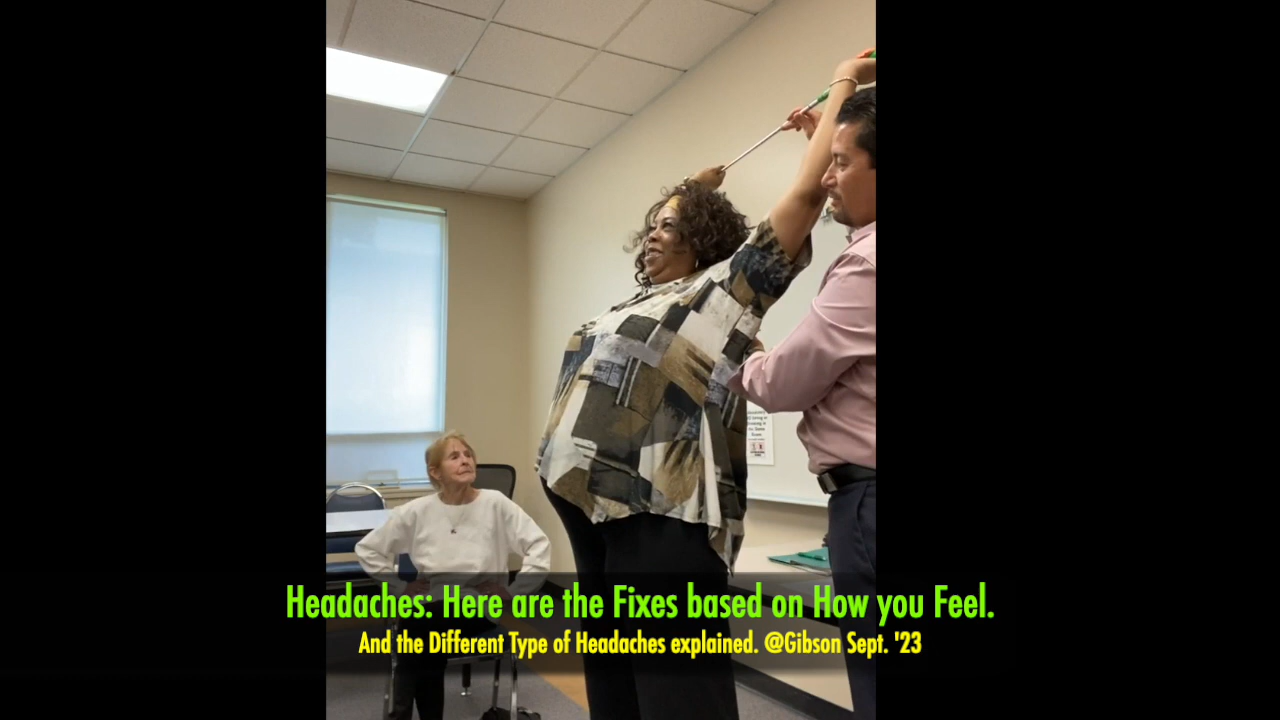 Headaches: Here are the Fixes based on How you Feel.
And the Different Type of Headaches explained. @Gibson Sept. '23